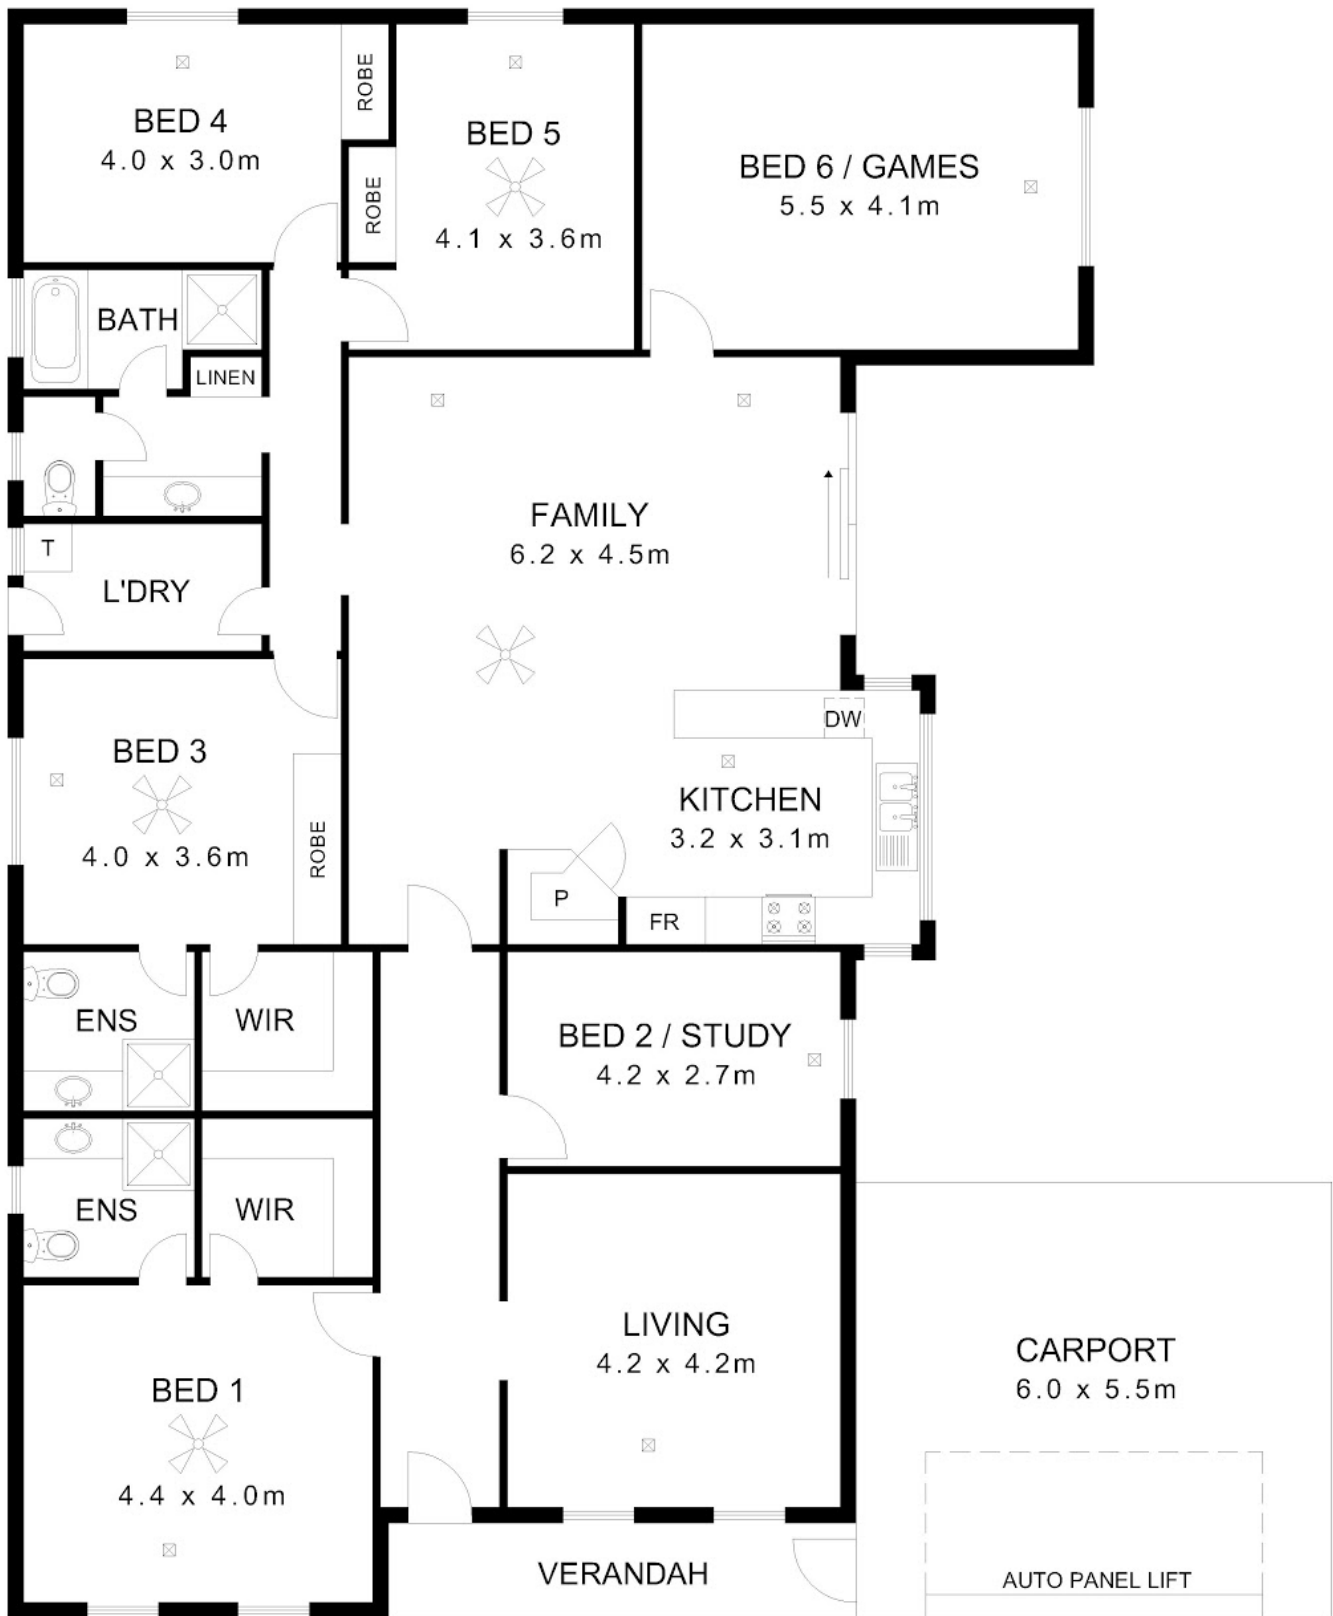 BED 4
4.0 x 3.0m
ROBE
ROBE
BED 5
4.1 x 3.6m
BED 6 / GAMES
5.5 x 4.1m
BATH
LINEN
T
L'DRY
FAMILY
6.2 x 4.5m
DW
KITCHEN
3.2 x 3.1m
P
FR
BED 3
4.0 x 3.6m
ROBE
ENS
WIR
BED 2 / STUDY
4.2 x 2.7m
ENS
WIR
LIVING
4.2 x 4.2m
BED 1
4.4 x 4.0m
CARPORT
6.0 x 5.5m
VERANDAH
AUTO PANEL LIFT